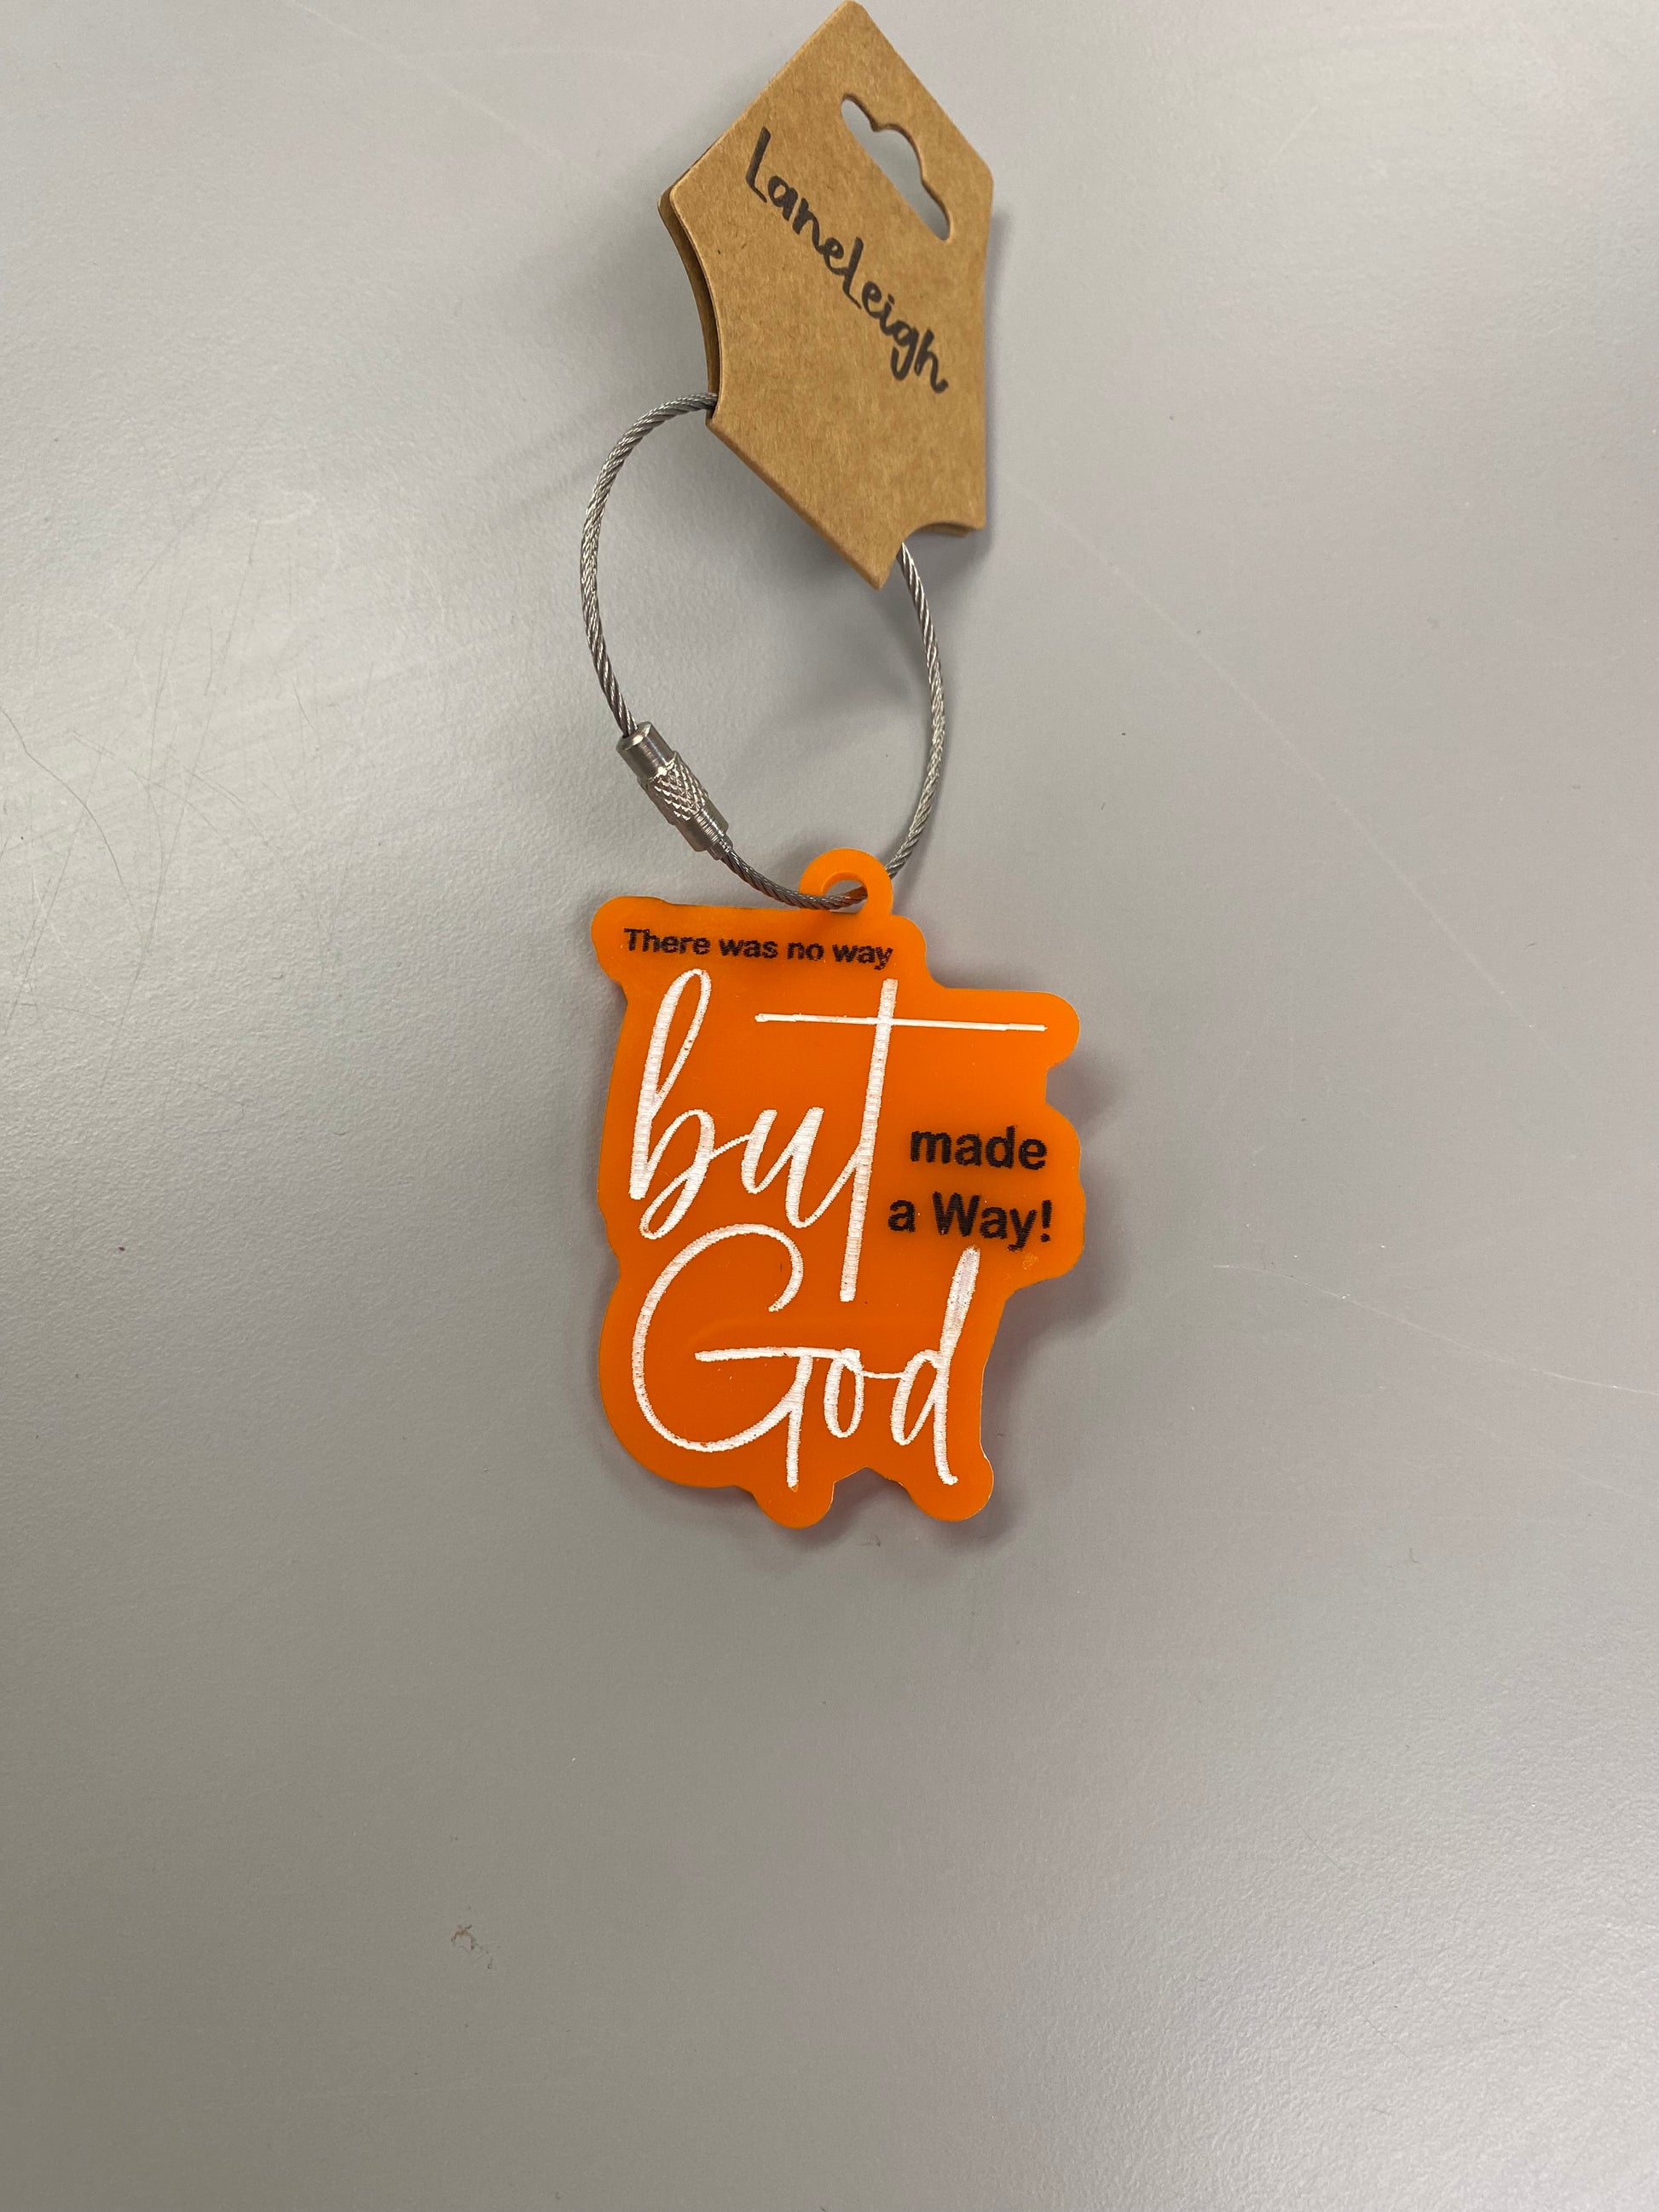 LaneLeigh
There was no way
but
made
a Way!
God